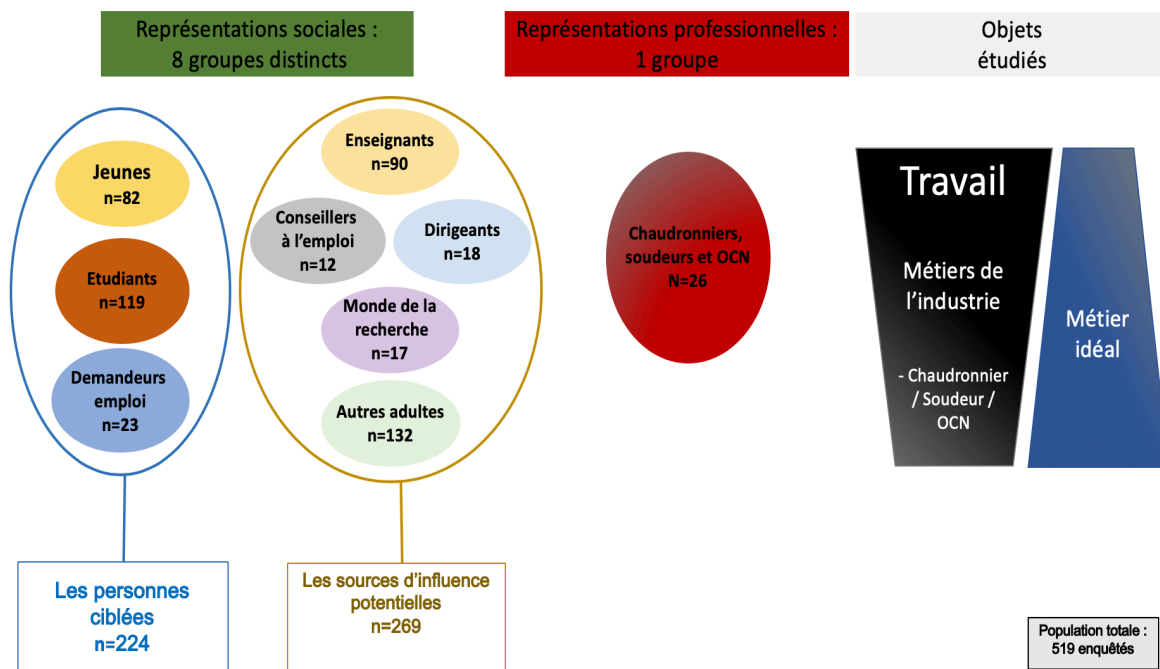 Représentations sociales :
8 groupes distincts
Représentations professionnelles :
1 groupe
Objets
étudiés
Jeunes
n=82
Etudiants
n=119
Demandeurs
emploi
n=23
Enseignants
n=90
Conseillers
à l'emploi
n=12
Dirigeants
n=18
Monde de la
recherche
n=17
Autres adultes
n=132
Chaudronniers,
soudeurs et OCN
N=26
Travail
Métiers de
l'industrie
- Chaudronnier
/ Soudeur /
OCN
Métier
idéal
Les personnes
ciblées
n=224
Les sources d'influence
potentielles
n=269
Population totale :
519 enquêtés